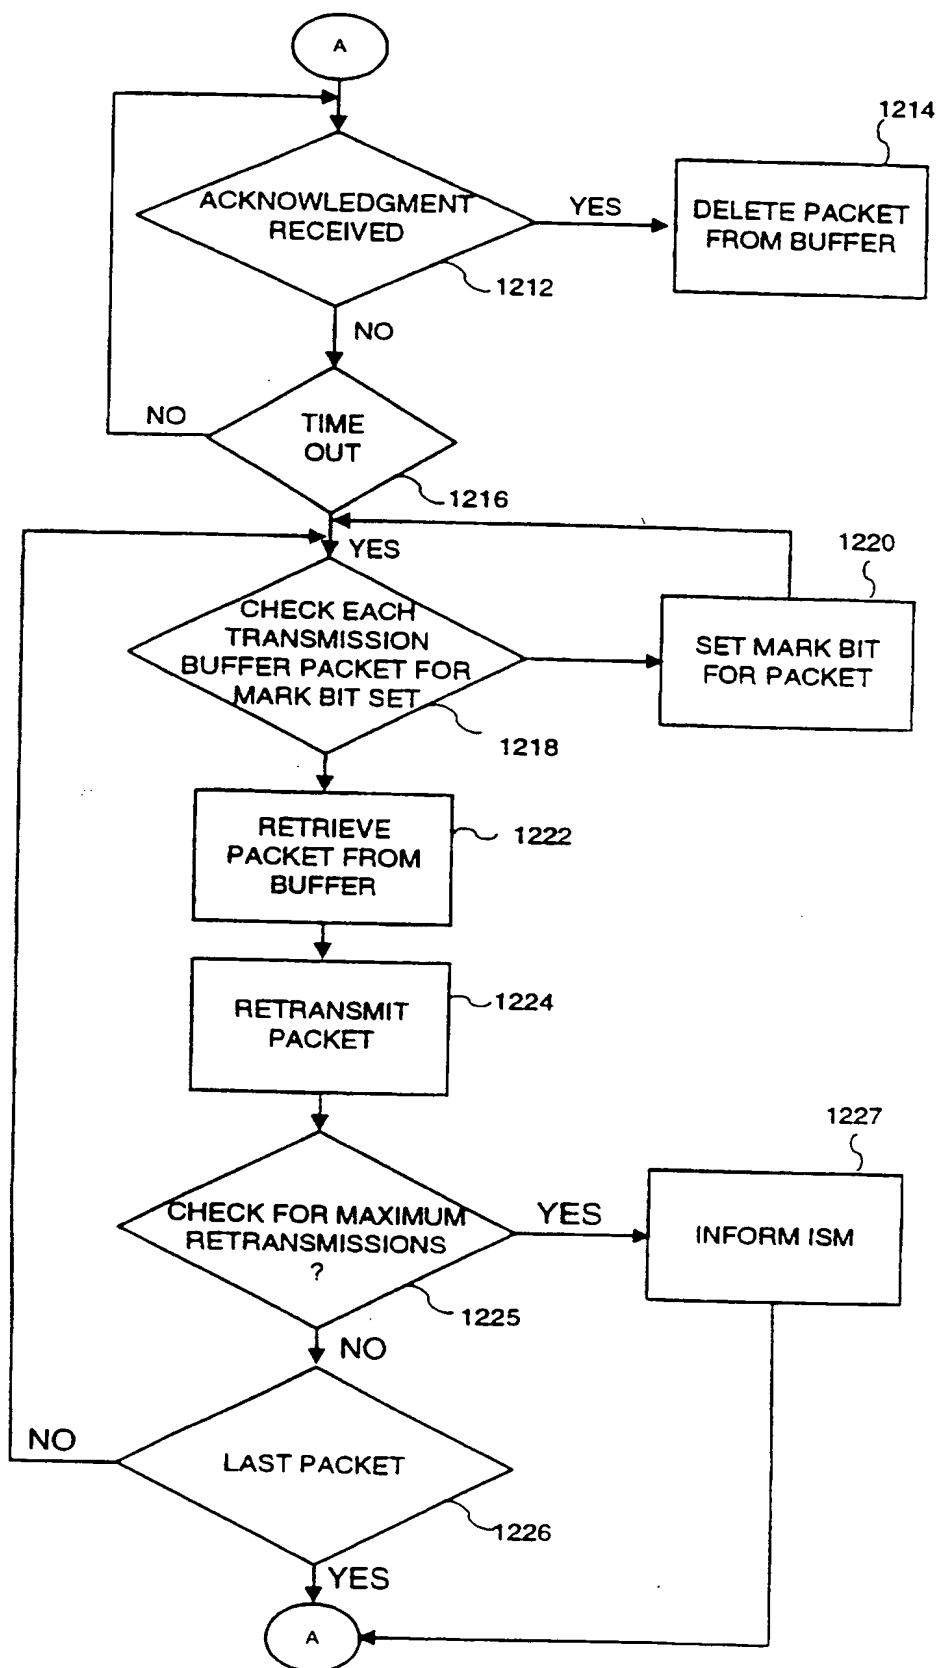 A
1214
ACKNOWLEDGMENT
RECEIVED
YES
DELETE PACKET
FROM BUFFER
1212
NO
NO
TIME
OUT
1216
YES
1220
CHECK EACH
TRANSMISSION
BUFFER PACKET FOR
MARK BIT SET
SET MARK BIT
FOR PACKET
1218
RETRIEVE
PACKET FROM
BUFFER
1222
RETRANSMIT
PACKET
1224
1227
CHECK FOR MAXIMUM
RETRANSMISSIONS
?
YES
INFORM ISM
1225
NO
NO
LAST PACKET
1226
YES
A